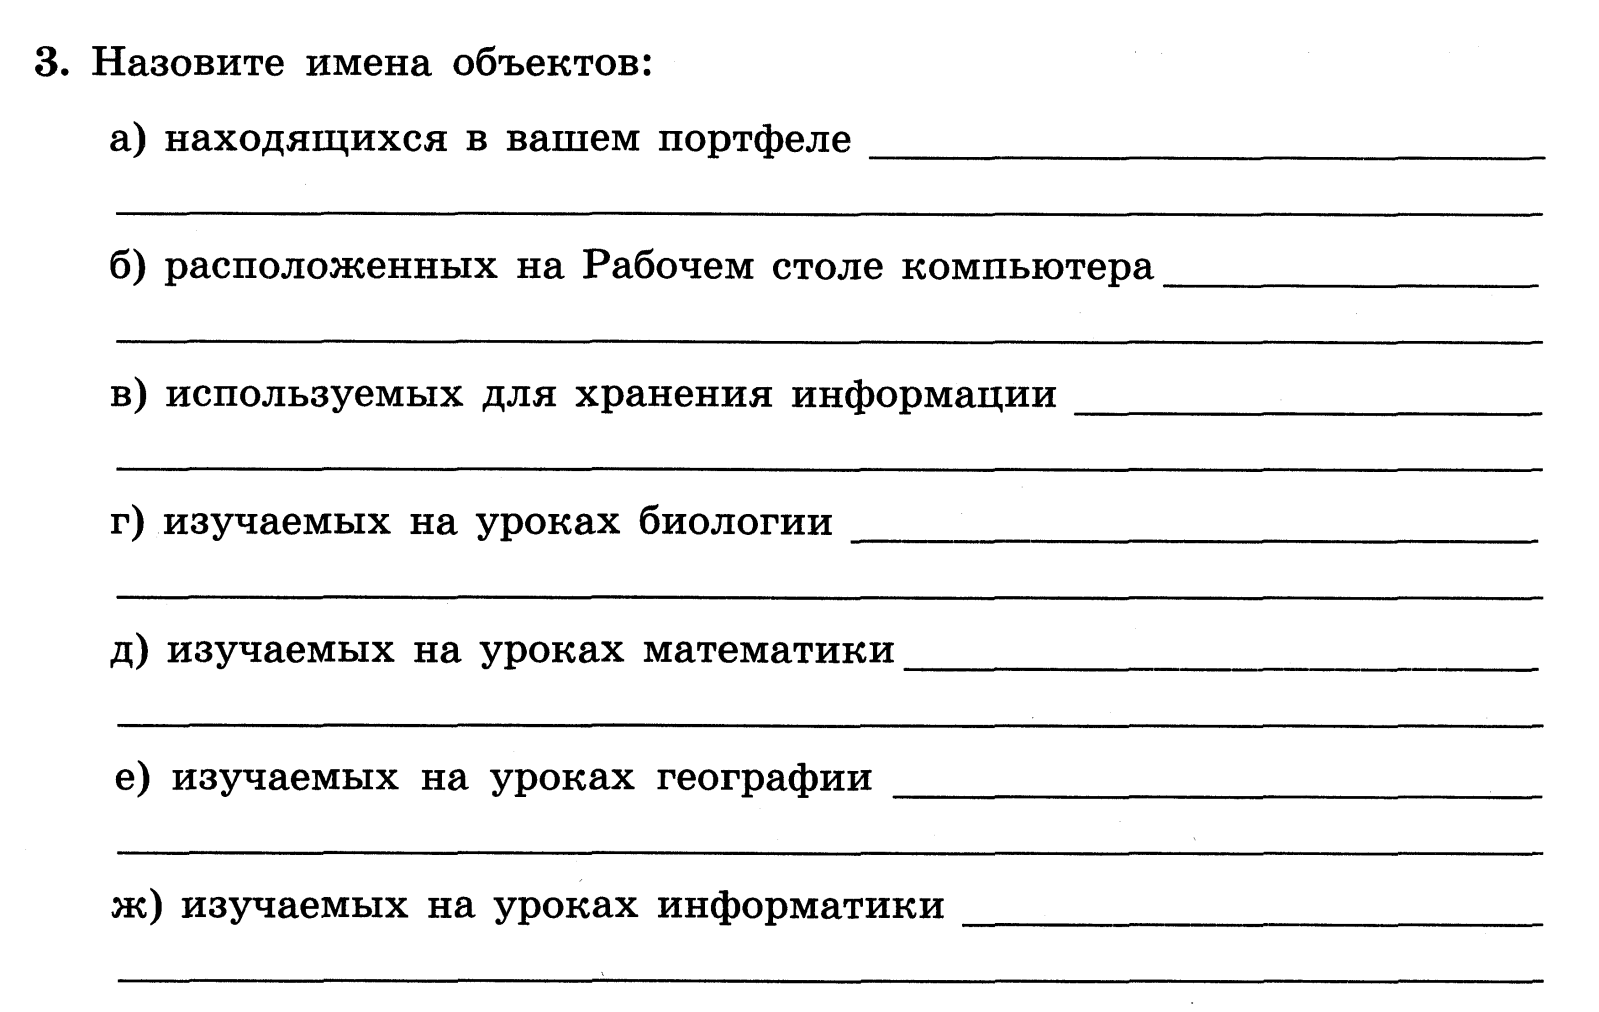 3. Назовите имена объектов:
а) находящихся в вашем портфеле
б) расположенных на Рабочем столе компьютера
в) используемых для хранения информации
г) изучаемых на уроках биологии
д) изучаемых на уроках математики
е) изучаемых на уроках географии
ж) изучаемых на уроках информатики